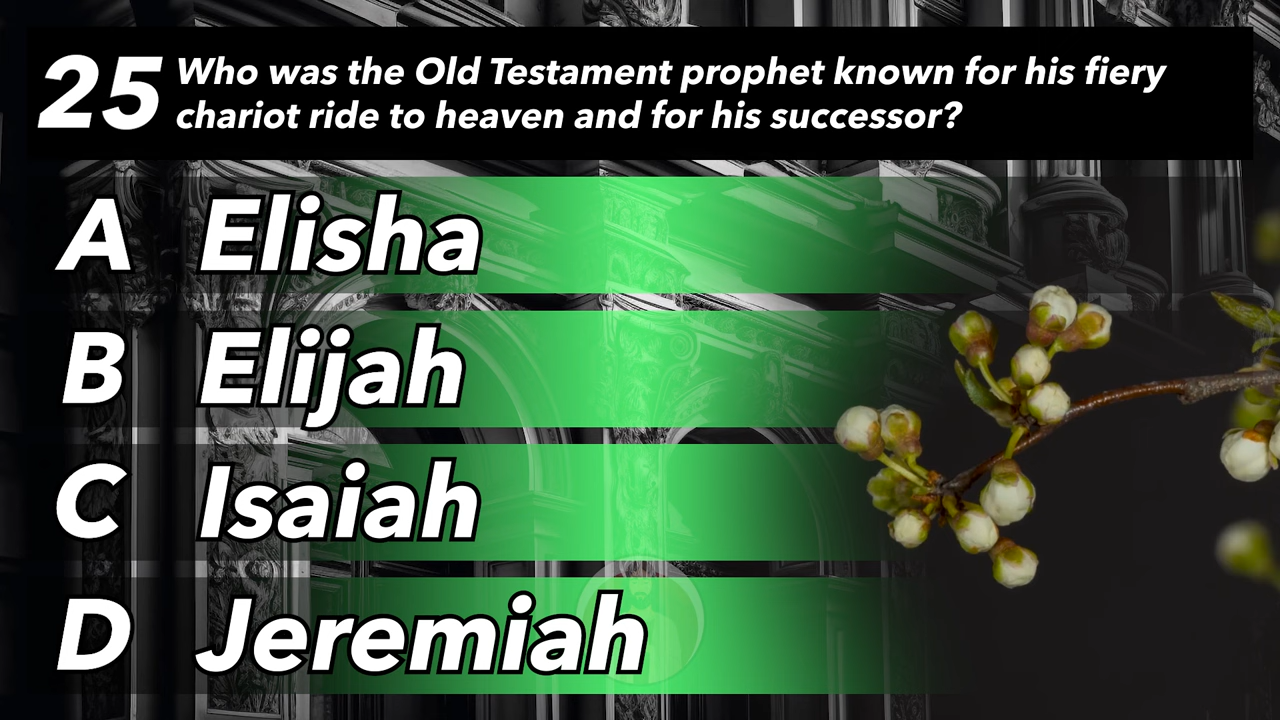 25 Who was the Old Testament prophet known for his fiery
chariot ride to heaven and for his successor?
A Elisha
B Elijah
C Isaiah
D Jeremiah